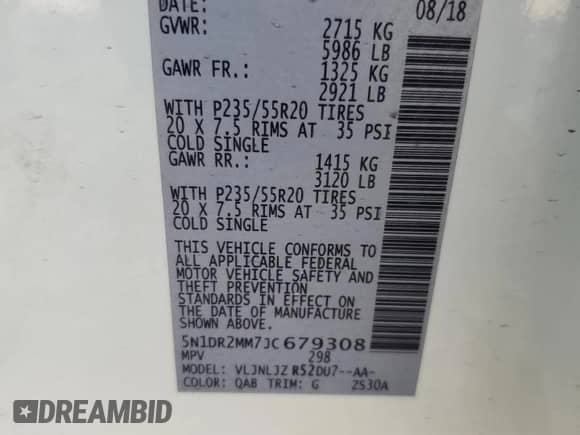 DATE: 08/18
GVWR: 2715 KG
5986 LB
GAWR FR.: 1325 KG
2921 LB
WITH P235/55R20 TIRES
20 X 7.5 RIMS AT 35 PSI
COLD SINGLE
GAWR RR.: 1415 KG
3120 LB
WITH P235/55R20 TIRES
20 X 7.5 RIMS AT 35 PSI
COLD SINGLE
THIS VEHICLE CONFORMS TO
ALL APPLICABLE FEDERAL
MOTOR VEHICLE SAFETY AND
THEFT PREVENTION
STANDARDS IN EFFECT ON
THE DATE OF MANUFACTURE
SHOWN ABOVE.
5N1DR2MM7JC679308
MPV 298
MODEL: VLJNLJZ R52DU7--AA-
COLOR: QAB TRIM: G 2S30A
DREAMBID